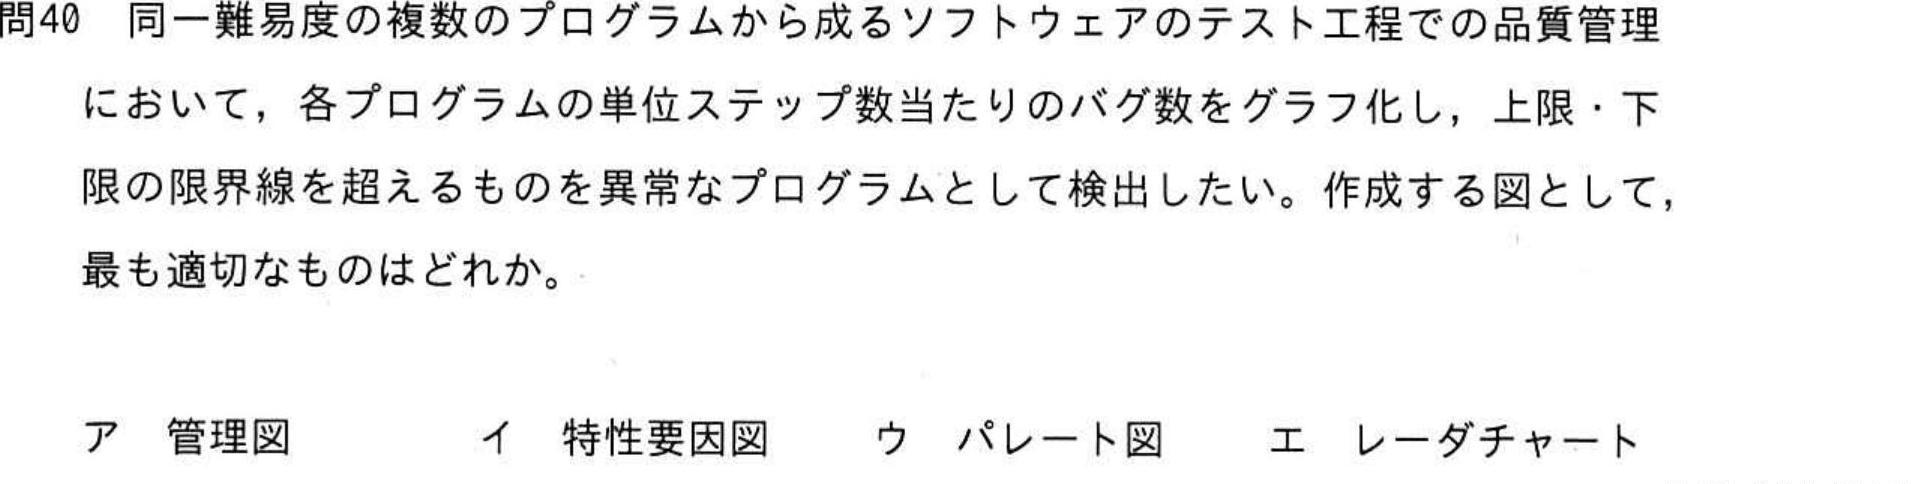 問40　同一難易度の複数のプログラムから成るソフトウェアのテスト工程での品質管理
において，各プログラムの単位ステップ数当たりのバグ数をグラフ化し，上限・下
限の限界線を超えるものを異常なプログラムとして検出したい。作成する図として，
最も適切なものはどれか。
ア　管理図　　イ　特性要因図　　ウ　パレート図　　エ　レーダチャート